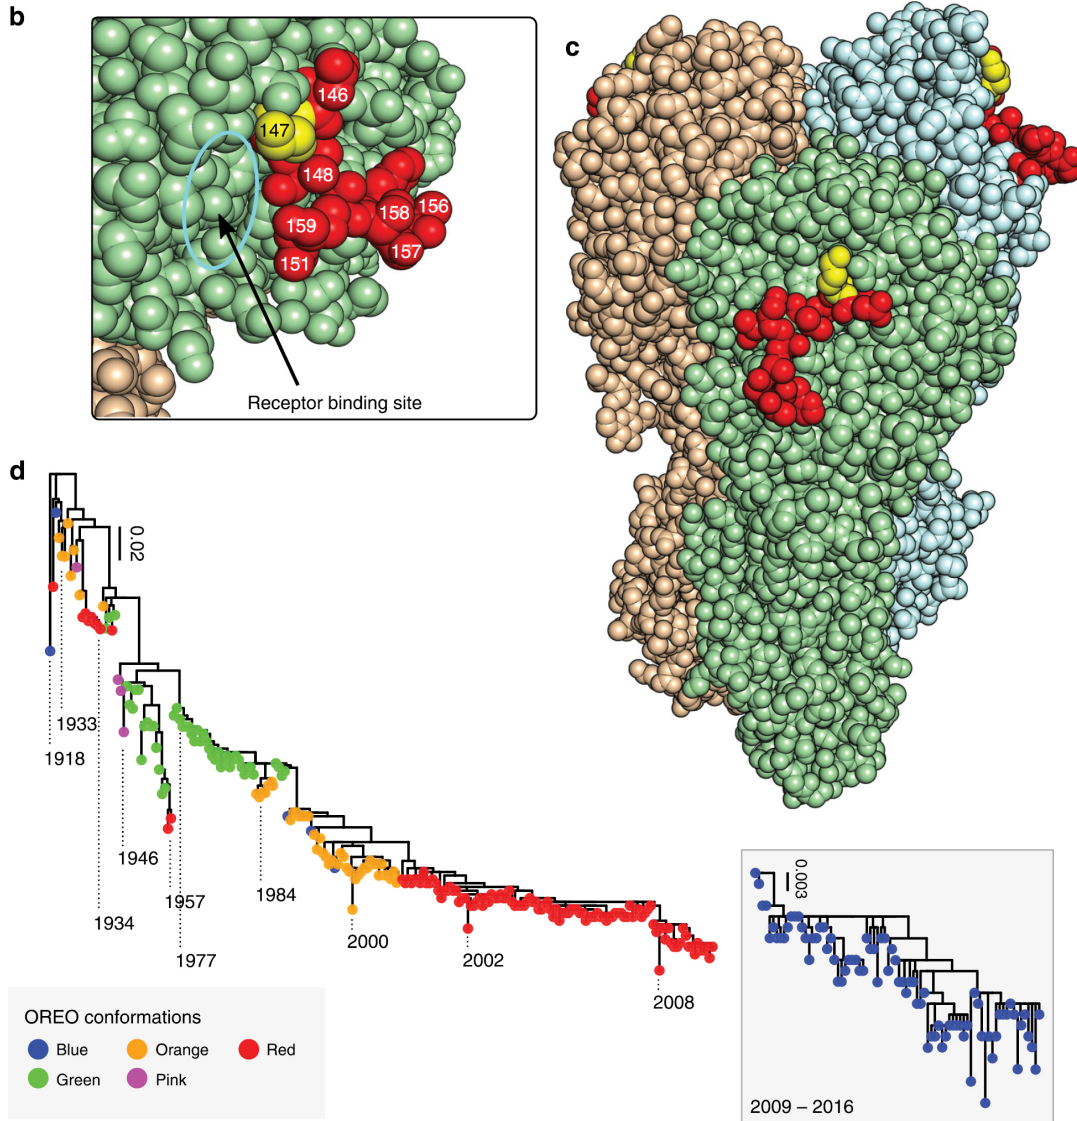 b
146
147
148
159
158
156
151
157
Receptor binding site
c
d
0.02
1933
1918
1946
1957
1934
1977
1984
2000
2002
2008
OREO conformations
Blue
Orange
Red
Green
Pink
0.003
2009 – 2016